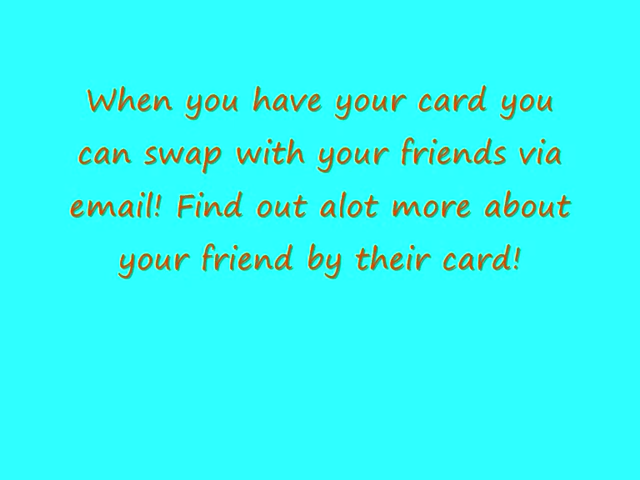 When you have your card you
can swap with your friends via
email! Find out alot more about
your friend by their card!